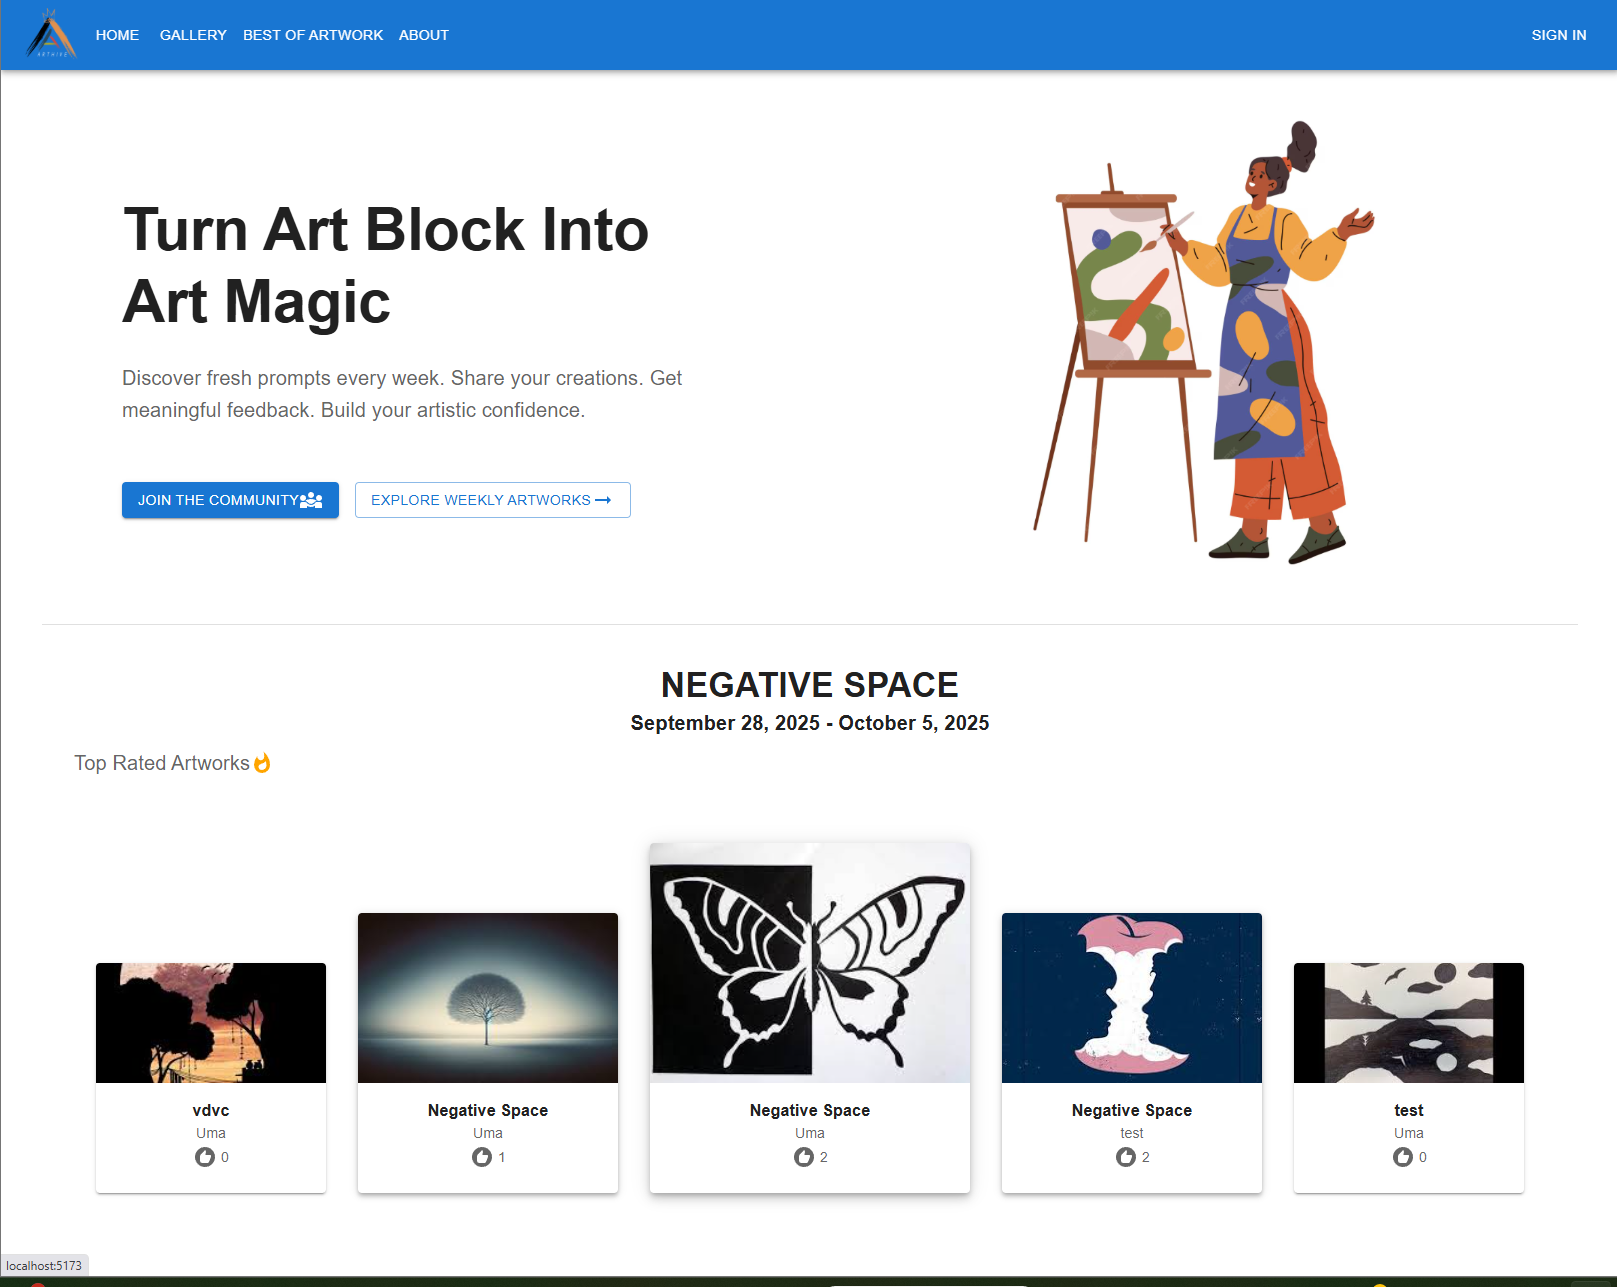 ARTHIVE
HOME GALLERY BEST OF ARTWORK ABOUT SIGN IN
Turn Art Block Into
Art Magic
Discover fresh prompts every week. Share your creations. Get
meaningful feedback. Build your artistic confidence.
JOIN THE COMMUNITY EXPLORE WEEKLY ARTWORKS
NEGATIVE SPACE
September 28, 2025 - October 5, 2025
Top Rated Artworks
vdvc
Uma
0
Negative Space
Uma
1
Negative Space
Uma
2
Negative Space
test
2
test
Uma
0
localhost:5173